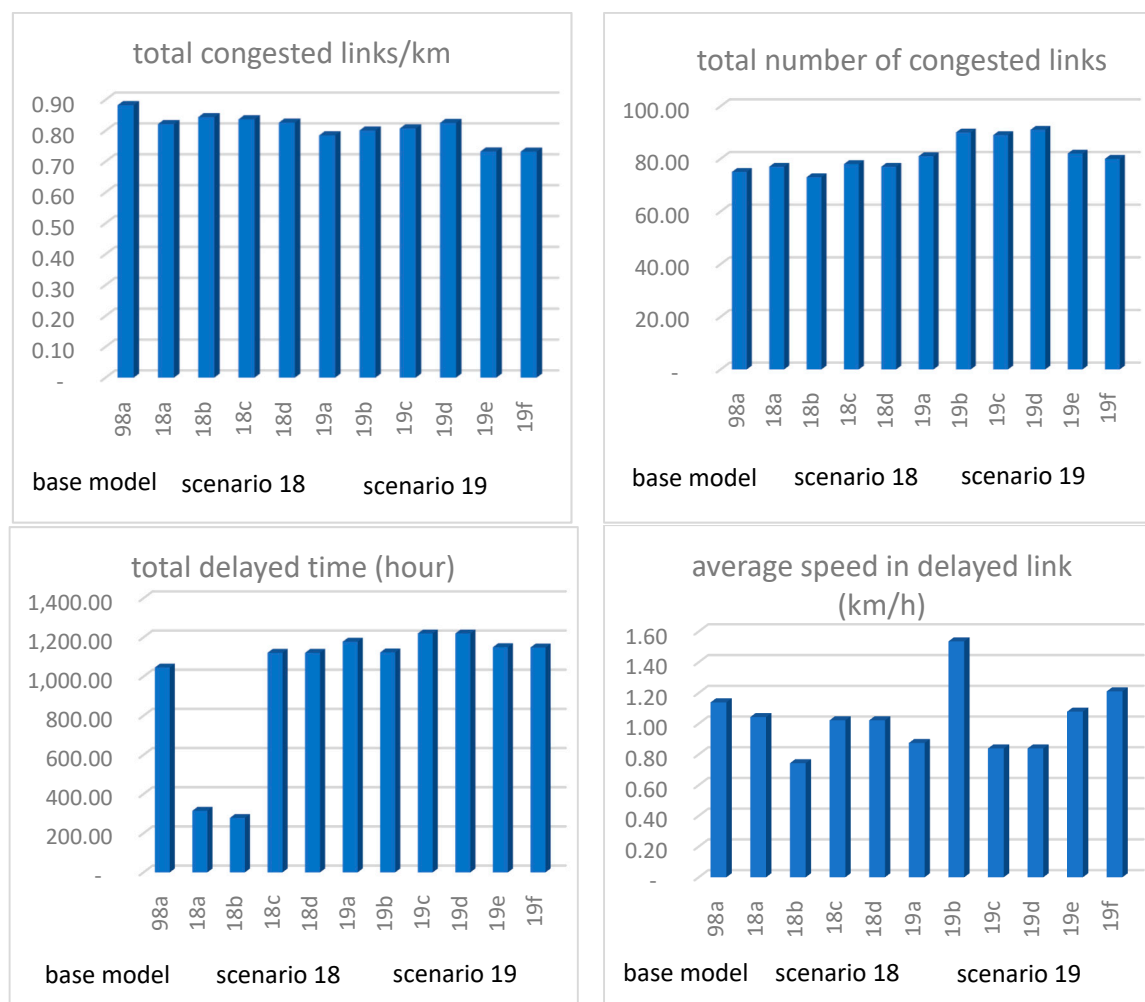 total congested links/km
0.90
0.80
0.70
0.60
0.50
0.40
0.30
0.20
0.10
-
98a
18a
18b
18c
18d
19a
19b
19c
19d
19e
19f
base model scenario 18 scenario 19
total number of congested links
100.00
80.00
60.00
40.00
20.00
-
98a
18a
18b
18c
18d
19a
19b
19c
19d
19e
19f
base model scenario 18 scenario 19
total delayed time (hour)
1,400.00
1,200.00
1,000.00
800.00
600.00
400.00
200.00
-
98a
18a
18b
18c
18d
19a
19b
19c
19d
19e
19f
base model scenario 18 scenario 19
average speed in delayed link
(km/h)
1.60
1.40
1.20
1.00
0.80
0.60
0.40
0.20
-
98a
18a
18b
18c
18d
19a
19b
19c
19d
19e
19f
base model scenario 18 scenario 19